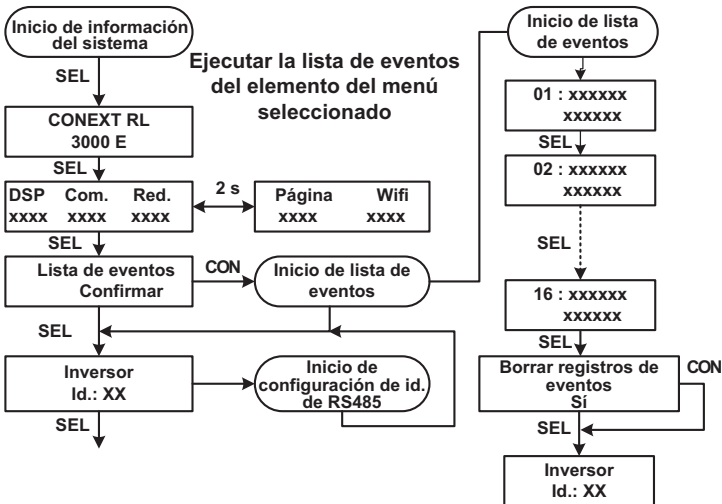 Inicio de información
del sistema
SEL
CONEXT RL
3000 E
SEL
DSP Com. Red.
xxxx xxxx xxxx
2 s
Página Wifi
xxxx xxxx
SEL
Lista de eventos
Confirmar
CON
Inicio de lista de
eventos
SEL
Inversor
Id.: XX
Inicio de
configuración de id.
de RS485
SEL
Ejecutar la lista de eventos
del elemento del menú
seleccionado
Inicio de lista
de eventos
01 : xxxxxx
xxxxxx
SEL
02 : xxxxxx
xxxxxx
SEL
16 : xxxxxx
xxxxxx
SEL
Borrar registros de
eventos
Sí
CON
SEL
Inversor
Id.: XX